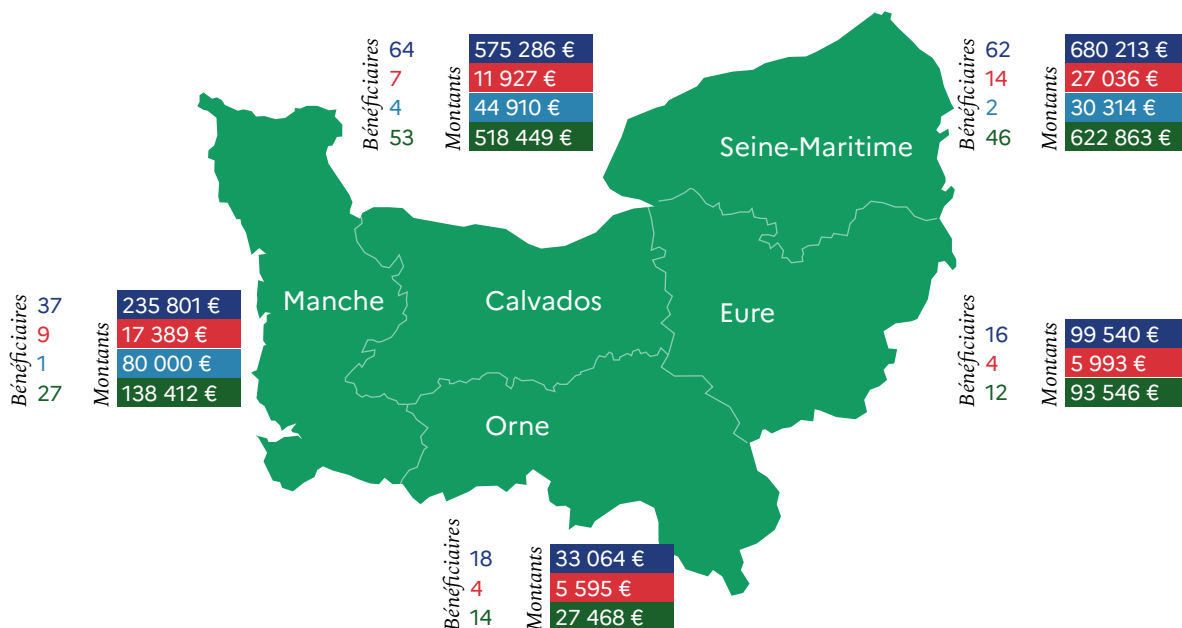 Bénéficiaires
64
7
4
53
Montants
575 286 €
11 927 €
44 910 €
518 449 €
Bénéficiaires
62
14
2
46
Montants
680 213 €
27 036 €
30 314 €
622 863 €
Seine-Maritime
Bénéficiaires
37
9
1
27
Montants
235 801 €
17 389 €
80 000 €
138 412 €
Manche
Calvados
Eure
Bénéficiaires
16
4
12
Montants
99 540 €
5 993 €
93 546 €
Orne
Bénéficiaires
18
4
14
Montants
33 064 €
5 595 €
27 468 €